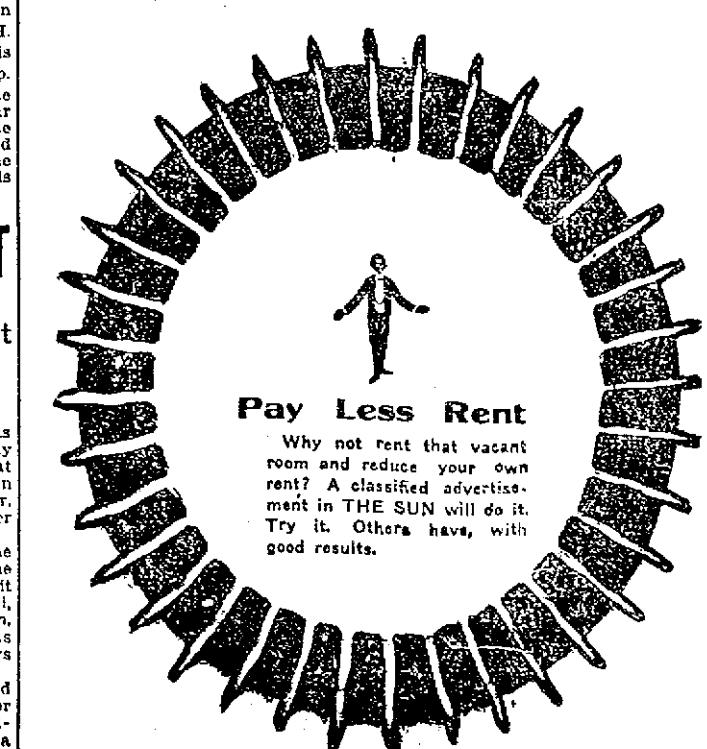 Pay Less Rent
Why not rent that vacant
room and reduce your own
rent? A classified advertise-
ment in THE SUN will do it.
Try it. Others have, with
good results.